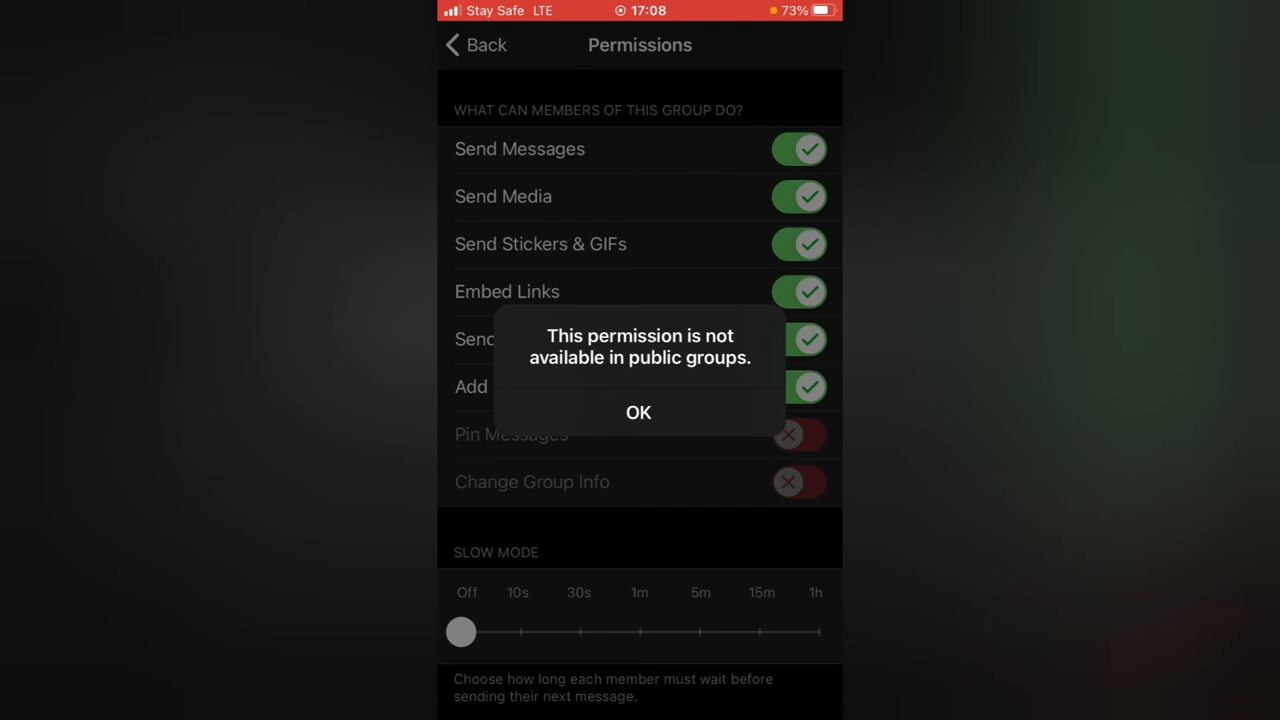 Stay Safe LTE 17:08 73%
Back Permissions
WHAT CAN MEMBERS OF THIS GROUP DO?
Send Messages
Send Media
Send Stickers & GIFs
Embed Links
Send
Add
Pin Messages
Change Group Info
This permission is not
available in public groups.
OK
SLOW MODE
Off 10s 30s 1m 5m 15m 1h
Choose how long each member must wait before
sending their next message.